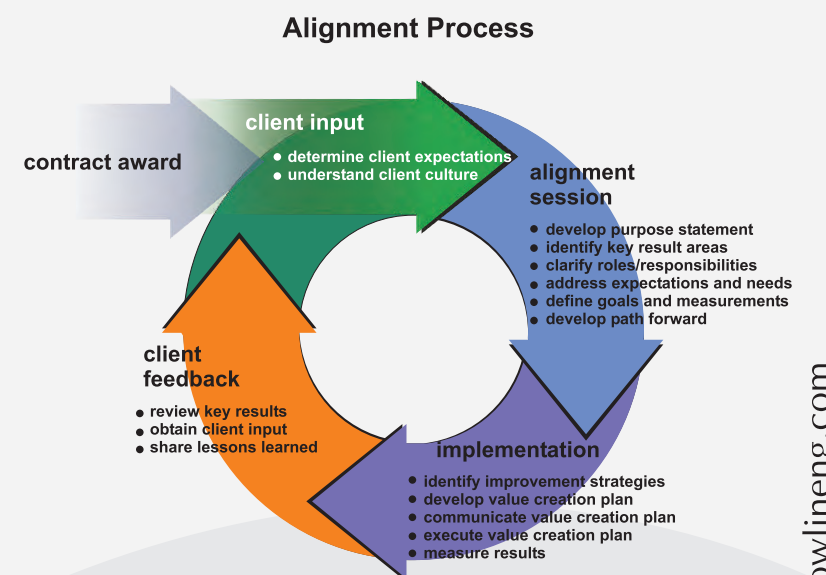 Alignment Process
contract award
client input
determine client expectations
understand client culture
alignment
session
develop purpose statement
identify key result areas
clarify roles/responsibilities
address expectations and needs
define goals and measurements
develop path forward
implementation
identify improvement strategies
develop value creation plan
communicate value creation plan
execute value creation plan
measure results
client
feedback
review key results
obtain client input
share lessons learned